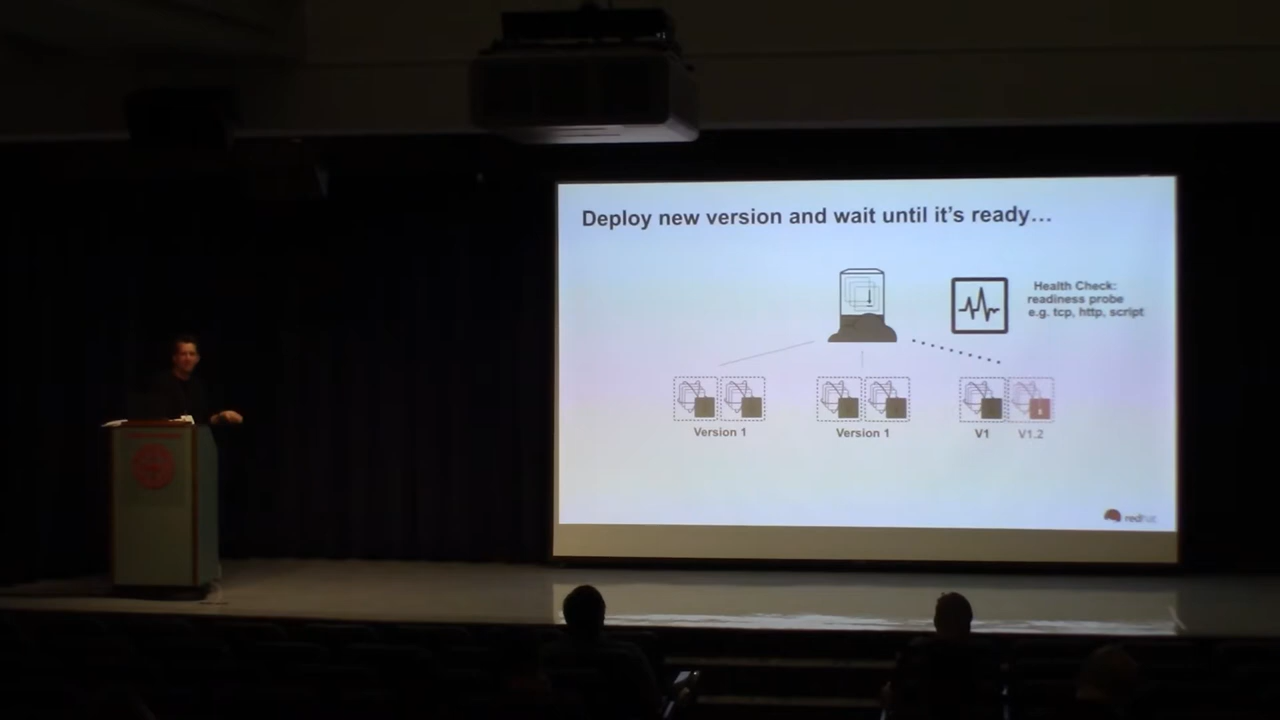 Deploy new version and wait until it's ready...
Health Check:
readiness probe
e.g. tcp, http, script
Version 1
Version 1
V1
V1.2
redhat